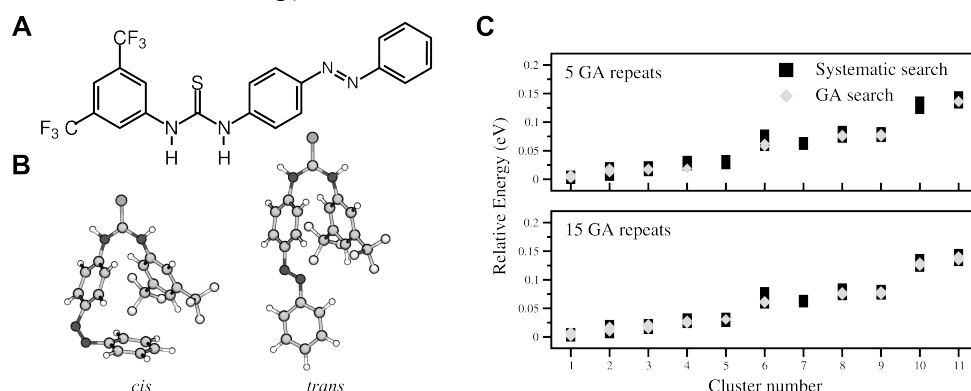 A
CF3
F3C
S
N
H
N
H
N
N
B
cis
trans
C
5 GA repeats
Systematic search
GA search
0.2
0.15
0.1
0.05
0
15 GA repeats
0.2
0.15
0.1
0.05
0
Relative Energy (eV)
1 2 3 4 5 6 7 8 9 10 11
Cluster number